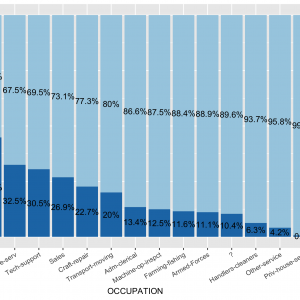 67.5% 69.5% 73.1% 77.3% 80% 86.6% 87.5% 88.4% 88.9% 89.6% 93.7% 95.8% 99
32.5% 30.5% 26.9% 22.7% 20% 13.4% 12.5% 11.6% 11.1% 10.4% 6.3% 4.2% 0
e-serv
Tech-support
Sales
Craft-repair
Transport-moving
Adm-clerical
Machine-op-inspct
Farming-fishing
Armed-Forces
?
Handlers-cleaners
Other-service
Priv-house-se
OCCUPATION